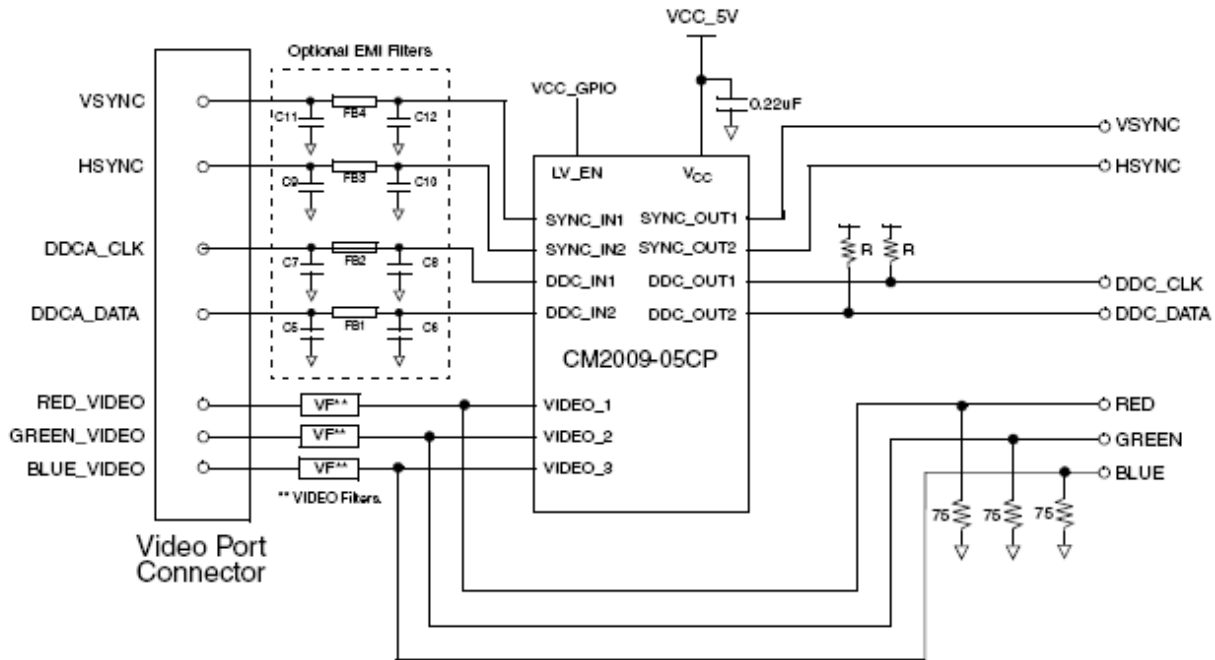 VCC_5V
Optional EMI Filters
VCC_GPIO
0.22uF
VSYNC
C11
FB4
C12
VSYNC
HSYNC
C9
FB3
C10
HSYNC
LV_EN
VCC
SYNC_IN1
SYNC_OUT1
SYNC_IN2
SYNC_OUT2
R
R
DDCA_CLK
C7
FB2
C8
DDC_IN1
DDC_OUT1
DDC_CLK
DDCA_DATA
C5
FB1
C6
DDC_IN2
DDC_OUT2
DDC_DATA
CM2009-05CP
RED_VIDEO
VF**
VIDEO_1
RED
GREEN_VIDEO
VF**
VIDEO_2
GREEN
BLUE_VIDEO
VF**
VIDEO_3
BLUE
** VIDEO Filters.
75
75
75
Video Port
Connector